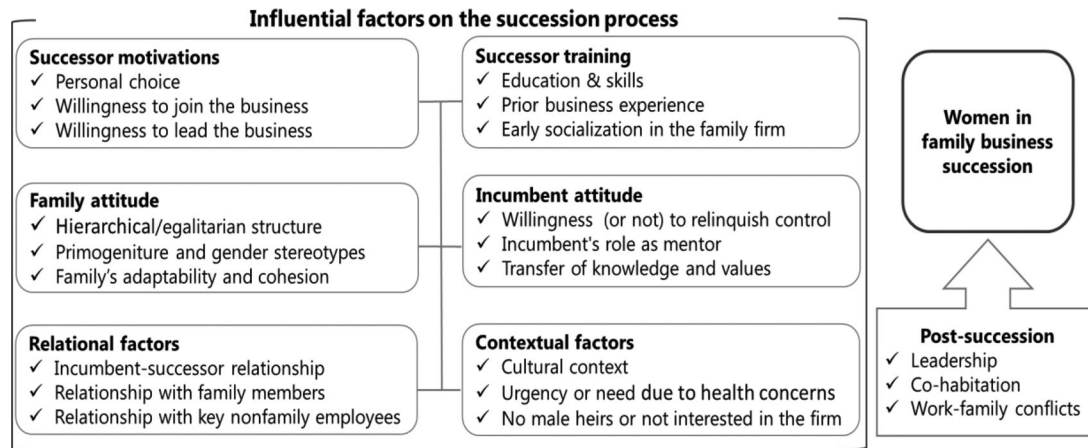 Influential factors on the succession process
Successor motivations
✓ Personal choice
✓ Willingness to join the business
✓ Willingness to lead the business
Successor training
✓ Education & skills
✓ Prior business experience
✓ Early socialization in the family firm
Family attitude
✓ Hierarchical/egalitarian structure
✓ Primogeniture and gender stereotypes
✓ Family's adaptability and cohesion
Incumbent attitude
✓ Willingness (or not) to relinquish control
✓ Incumbent's role as mentor
✓ Transfer of knowledge and values
Relational factors
✓ Incumbent-successor relationship
✓ Relationship with family members
✓ Relationship with key nonfamily employees
Contextual factors
✓ Cultural context
✓ Urgency or need due to health concerns
✓ No male heirs or not interested in the firm
Women in
family business
succession
Post-succession
✓ Leadership
✓ Co-habitation
✓ Work-family conflicts